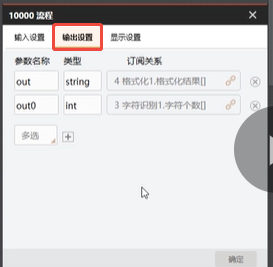 10000 流程
输入设置 输出设置 显示设置
参数名称 类型 订阅关系
out string 4 格式化1.格式化结果[]
out0 int 3 字符识别1.字符个数[]
多选
确定